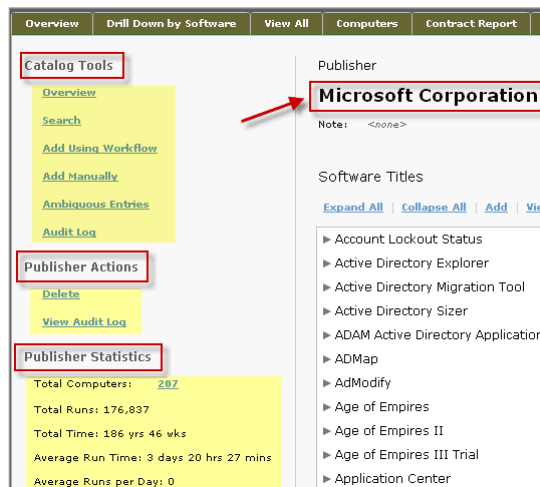 Overview Drill Down by Software View All Computers Contract Report
Catalog Tools
Overview
Search
Add Using Workflow
Add Manually
Ambiguous Entries
Audit Log
Publisher Actions
Delete
View Audit Log
Publisher Statistics
Total Computers: 207
Total Runs: 176,837
Total Time: 186 yrs 46 wks
Average Run Time: 3 days 20 hrs 27 mins
Average Runs per Day: 0
Publisher
Microsoft Corporation
Note: <none>
Software Titles
Expand All | Collapse All | Add | Vie
Account Lockout Status
Active Directory Explorer
Active Directory Migration Tool
Active Directory Sizer
ADAM Active Directory Application
ADMap
AdModify
Age of Empires
Age of Empires II
Age of Empires III Trial
Application Center